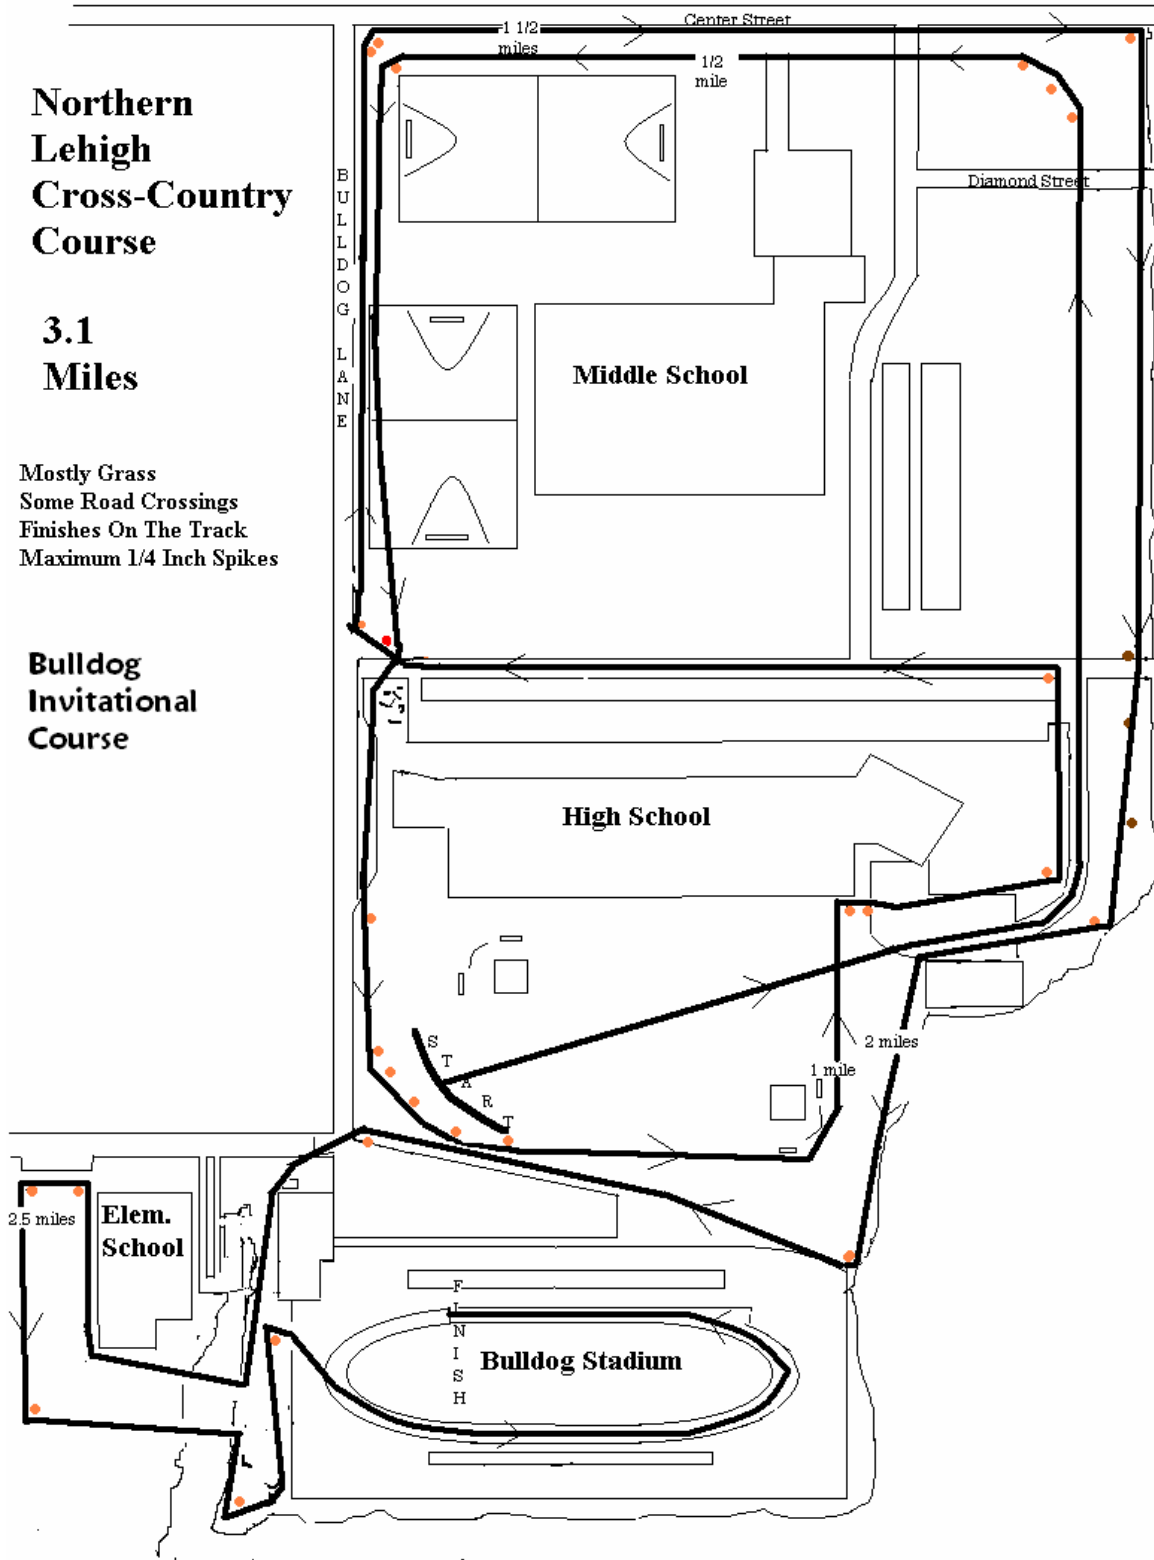 Center Street
1 1/2
miles
1/2
mile
Northern
Lehigh
Cross-Country
Course
3.1
Miles
BULLDOG LANE
Diamond Street
Middle School
Mostly Grass
Some Road Crossings
Finishes On The Track
Maximum 1/4 Inch Spikes
Bulldog
Invitational
Course
High School
START
2 miles
1 mile
2.5 miles
Elem.
School
FINISH
Bulldog Stadium